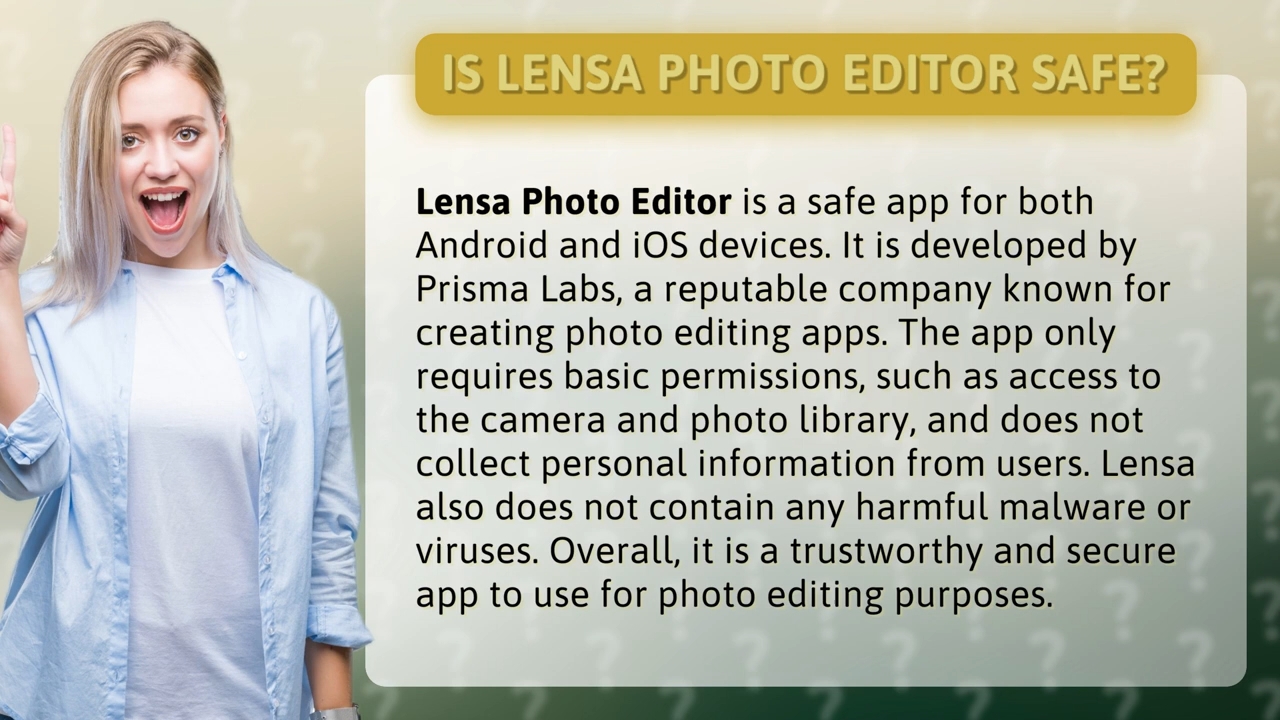 IS LENSA PHOTO EDITOR SAFE?
Lensa Photo Editor is a safe app for both
Android and iOS devices. It is developed by
Prisma Labs, a reputable company known for
creating photo editing apps. The app only
requires basic permissions, such as access to
the camera and photo library, and does not
collect personal information from users. Lensa
also does not contain any harmful malware or
viruses. Overall, it is a trustworthy and secure
app to use for photo editing purposes.